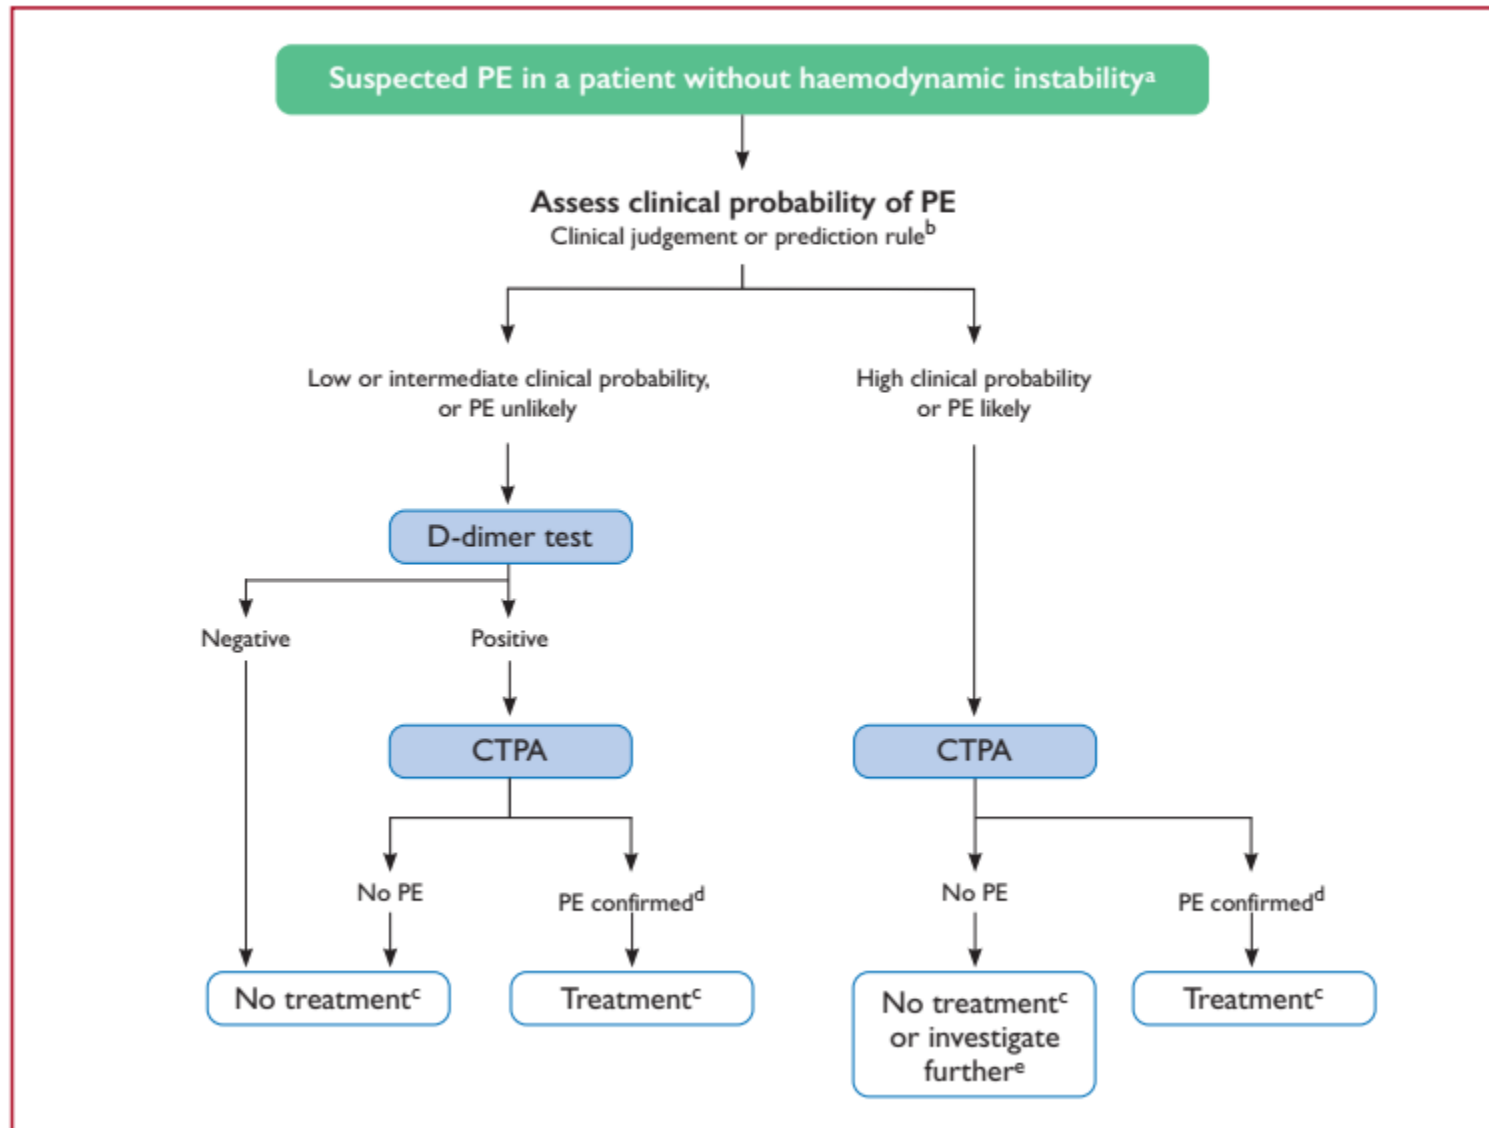 Suspected PE in a patient without haemodynamic instabilityᵃ
Assess clinical probability of PE
Clinical judgement or prediction ruleᵇ
Low or intermediate clinical probability,
or PE unlikely
High clinical probability
or PE likely
D-dimer test
Negative
Positive
CTPA
CTPA
No PE
PE confirmedᵈ
No PE
PE confirmedᵈ
No treatmentᶜ
Treatmentᶜ
No treatmentᶜ
or investigate
furtherᵉ
Treatmentᶜ